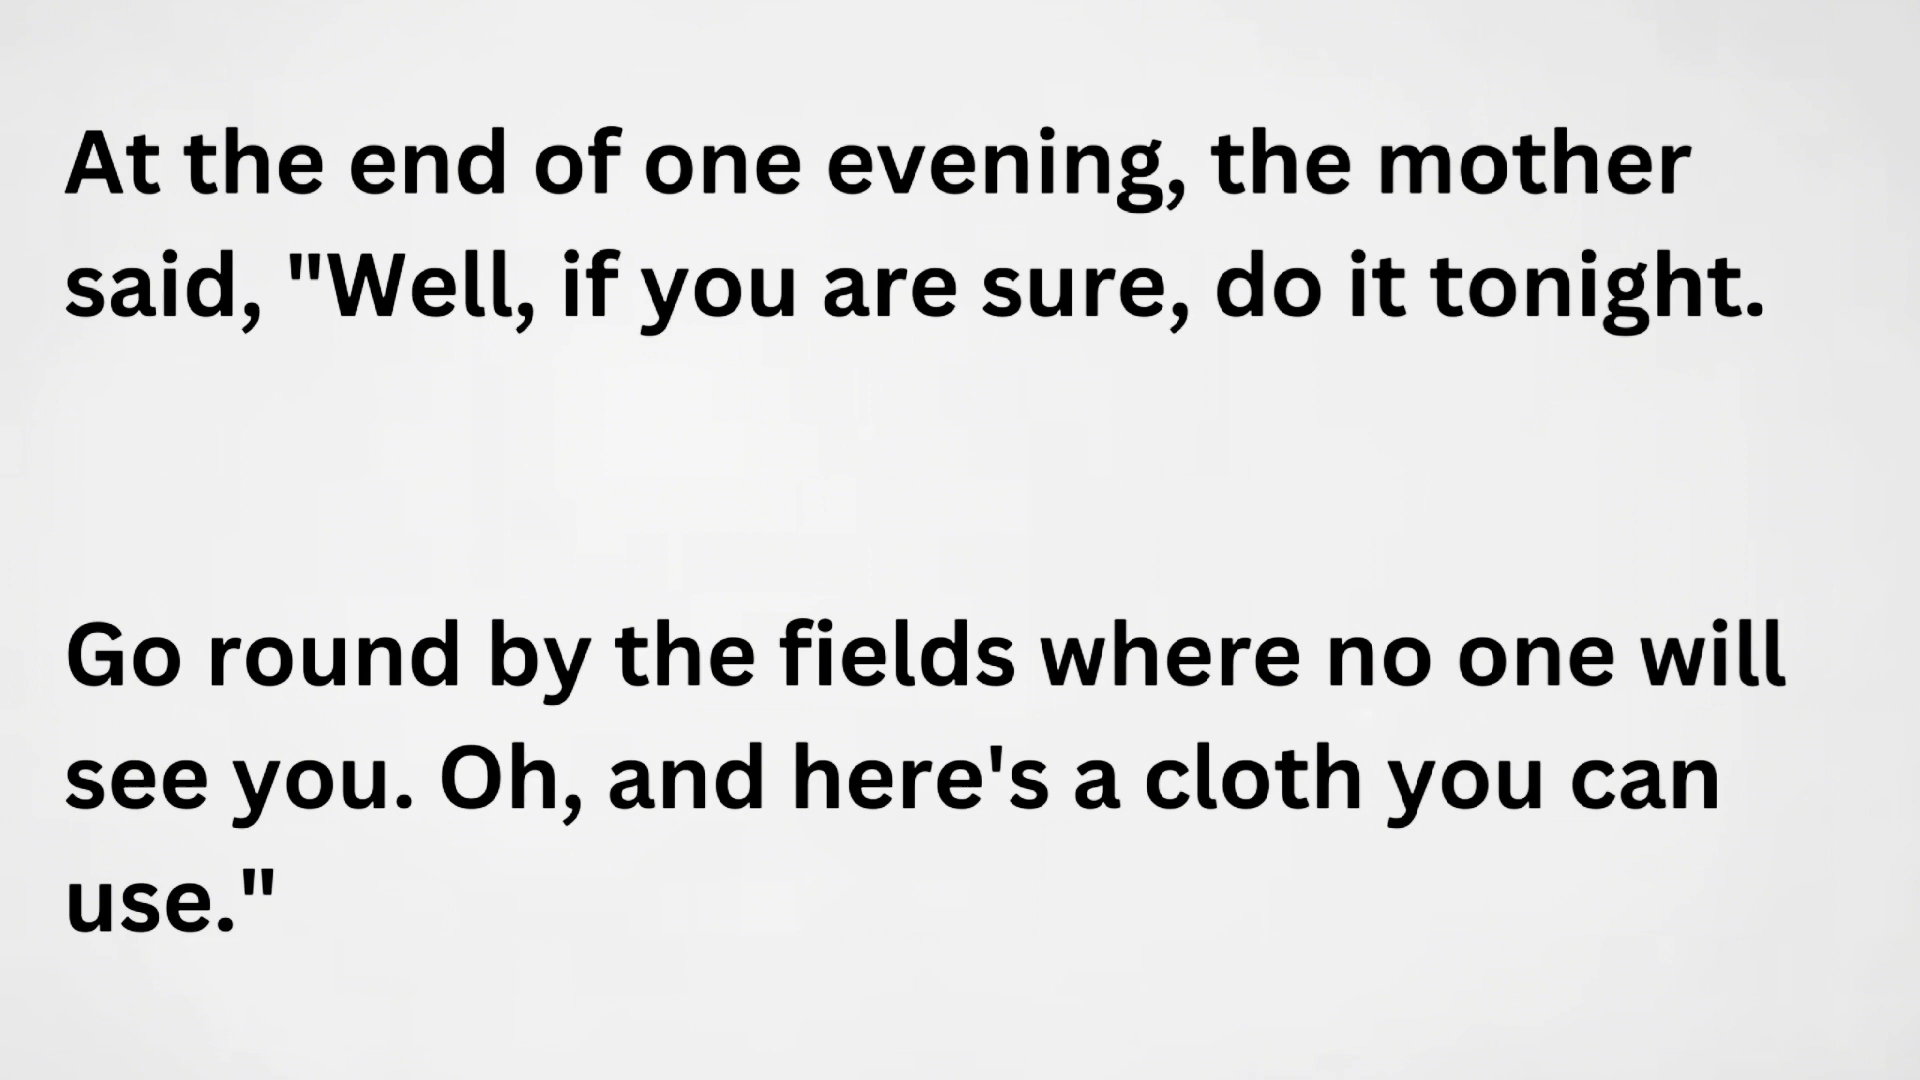 At the end of one evening, the mother
said, "Well, if you are sure, do it tonight.
Go round by the fields where no one will
see you. Oh, and here's a cloth you can
use."